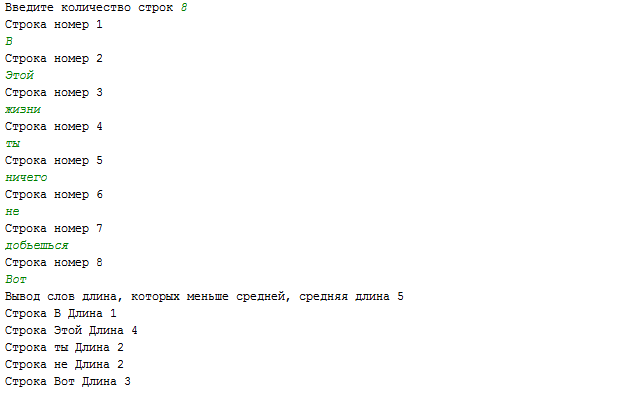 Введите количество строк 8
Строка номер 1
В
Строка номер 2
Этой
Строка номер 3
жизни
Строка номер 4
ты
Строка номер 5
ничего
Строка номер 6
не
Строка номер 7
добьешься
Строка номер 8
Вот
Вывод слов длина, которых меньше средней, средняя длина 5
Строка В Длина 1
Строка Этой Длина 4
Строка ты Длина 2
Строка не Длина 2
Строка Вот Длина 3